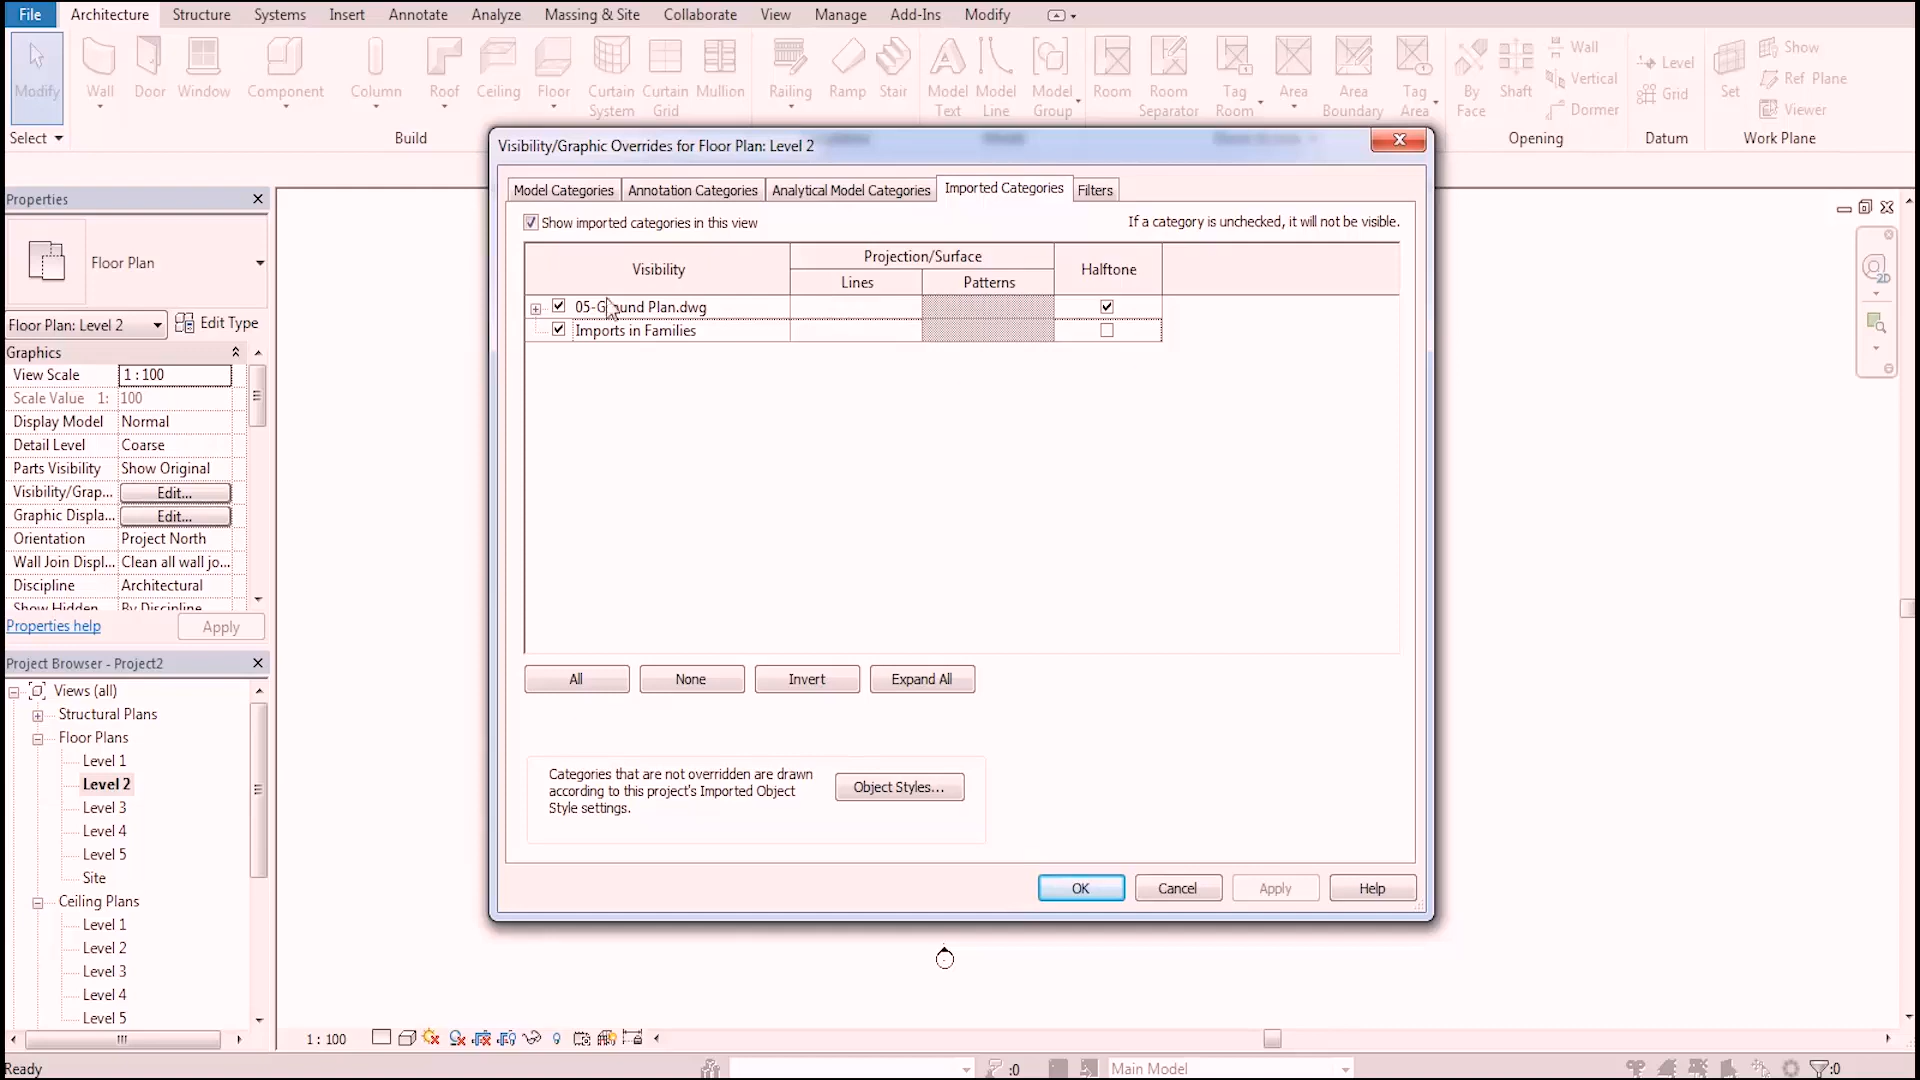 File Architecture Structure Systems Insert Annotate Analyze Massing & Site Collaborate View Manage Add-Ins Modify
Modify Wall Door Window Component Column Roof Ceiling Floor Curtain System Curtain Grid Mullion Railing Ramp Stair Model Text Model Line Model Group Room Room Separator Tag Room Area Area Boundary Tag Area By Face Shaft Wall Vertical Dormer Level Grid Set Show Ref Plane Viewer
Select Build Opening Datum Work Plane
Visibility/Graphic Overrides for Floor Plan: Level 2
Model Categories Annotation Categories Analytical Model Categories Imported Categories Filters
Show imported categories in this view
If a category is unchecked, it will not be visible.
Visibility Projection/Surface Halftone
Lines Patterns
05-Ground Plan.dwg
Imports in Families
All None Invert Expand All
Categories that are not overridden are drawn
according to this project's Imported Object
Style settings.
Object Styles...
OK Cancel Apply Help
Properties
Floor Plan
Floor Plan: Level 2 Edit Type
Graphics
View Scale 1 : 100
Scale Value 1: 100
Display Model Normal
Detail Level Coarse
Parts Visibility Show Original
Visibility/Grap... Edit...
Graphic Displa... Edit...
Orientation Project North
Wall Join Displ... Clean all wall jo...
Discipline Architectural
Show Hidden By Discipline
Properties help Apply
Project Browser - Project2
Views (all)
Structural Plans
Floor Plans
Level 1
Level 2
Level 3
Level 4
Level 5
Site
Ceiling Plans
Level 1
Level 2
Level 3
Level 4
Level 5
1 : 100
2D
Ready
:0
Main Model
:0